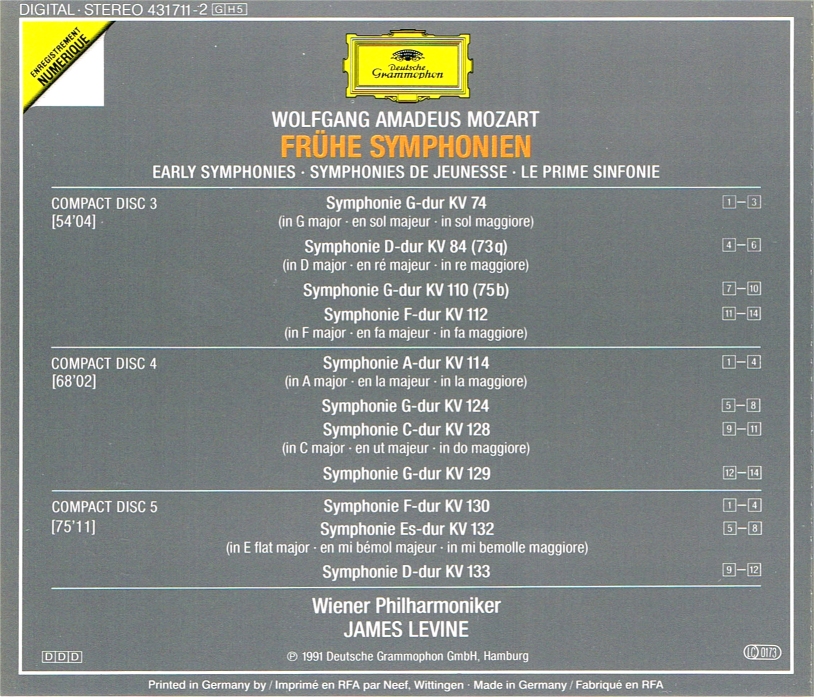 DIGITAL · STEREO 431711-2 GH5
ENREGISTREMENT
NUMÉRIQUE
Deutsche
Grammophon
WOLFGANG AMADEUS MOZART
FRÜHE SYMPHONIEN
EARLY SYMPHONIES · SYMPHONIES DE JEUNESSE · LE PRIME SINFONIE
COMPACT DISC 3 Symphonie G-dur KV 74 1–3
[54'04] (in G major · en sol majeur · in sol maggiore)
Symphonie D-dur KV 84 (73q) 4–6
(in D major · en ré majeur · in re maggiore)
Symphonie G-dur KV 110 (75b) 7–10
Symphonie F-dur KV 112 11–14
(in F major · en fa majeur · in fa maggiore)
COMPACT DISC 4 Symphonie A-dur KV 114 1–4
[68'02] (in A major · en la majeur · in la maggiore)
Symphonie G-dur KV 124 5–8
Symphonie C-dur KV 128 9–11
(in C major · en ut majeur · in do maggiore)
Symphonie G-dur KV 129 12–14
COMPACT DISC 5 Symphonie F-dur KV 130 1–4
[75'11] Symphonie Es-dur KV 132 5–8
(in E flat major · en mi bémol majeur · in mi bemolle maggiore)
Symphonie D-dur KV 133 9–12
Wiener Philharmoniker
JAMES LEVINE
DDD ℗ 1991 Deutsche Grammophon GmbH, Hamburg LC 0173
Printed in Germany by / Imprimé en RFA par Neef, Wittingen · Made in Germany / Fabriqué en RFA